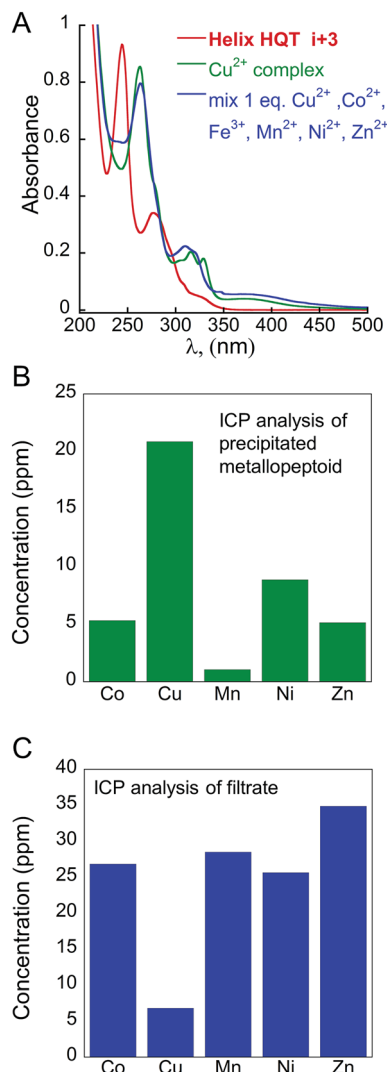 A
1
0.8
0.6
0.4
0.2
0
Absorbance
Helix HQT i+3
Cu²⁺ complex
mix 1 eq. Cu²⁺ ,Co²⁺,
Fe³⁺, Mn²⁺, Ni²⁺, Zn²⁺
200 250 300 350 400 450 500
λ, (nm)
B
25
20
15
10
5
0
Concentration (ppm)
ICP analysis of
precipitated
metallopeptoid
Co Cu Mn Ni Zn
C
40
35
30
25
20
15
10
5
0
Concentration (ppm)
ICP analysis of filtrate
Co Cu Mn Ni Zn